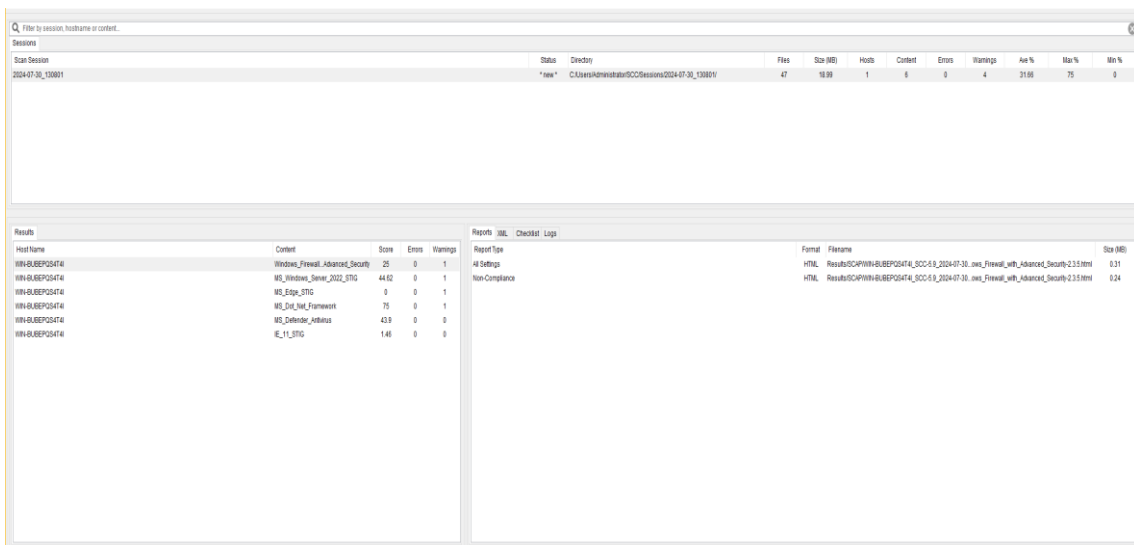 Filter by session, hostname or content..
Sessions
Scan Session Status Directory Files Size (MB) Hosts Content Errors Warnings Ave % Max % Min %
2024-07-30_130801 * new * C:/Users/Administrator/SCC/Sessions/2024-07-30_130801/ 47 18.99 1 6 0 4 31.66 75 0
Results
Host Name Content Score Errors Warnings
WIN-BUBEPQS4T4I Windows_Firewall...Advanced_Security 25 0 1
WIN-BUBEPQS4T4I MS_Windows_Server_2022_STIG 44.62 0 1
WIN-BUBEPQS4T4I MS_Edge_STIG 0 0 1
WIN-BUBEPQS4T4I MS_Dot_Net_Framework 75 0 1
WIN-BUBEPQS4T4I MS_Defender_Antivirus 43.9 0 0
WIN-BUBEPQS4T4I IE_11_STIG 1.46 0 0
Reports XML Checklist Logs
Report Type Format Filename Size (MB)
All Settings HTML Results/SCAP/WIN-BUBEPQS4T4I_SCC-5.9_2024-07-30...ows_Firewall_with_Advanced_Security-2.3.5.html 0.31
Non-Compliance HTML Results/SCAP/WIN-BUBEPQS4T4I_SCC-5.9_2024-07-30...ows_Firewall_with_Advanced_Security-2.3.5.html 0.24